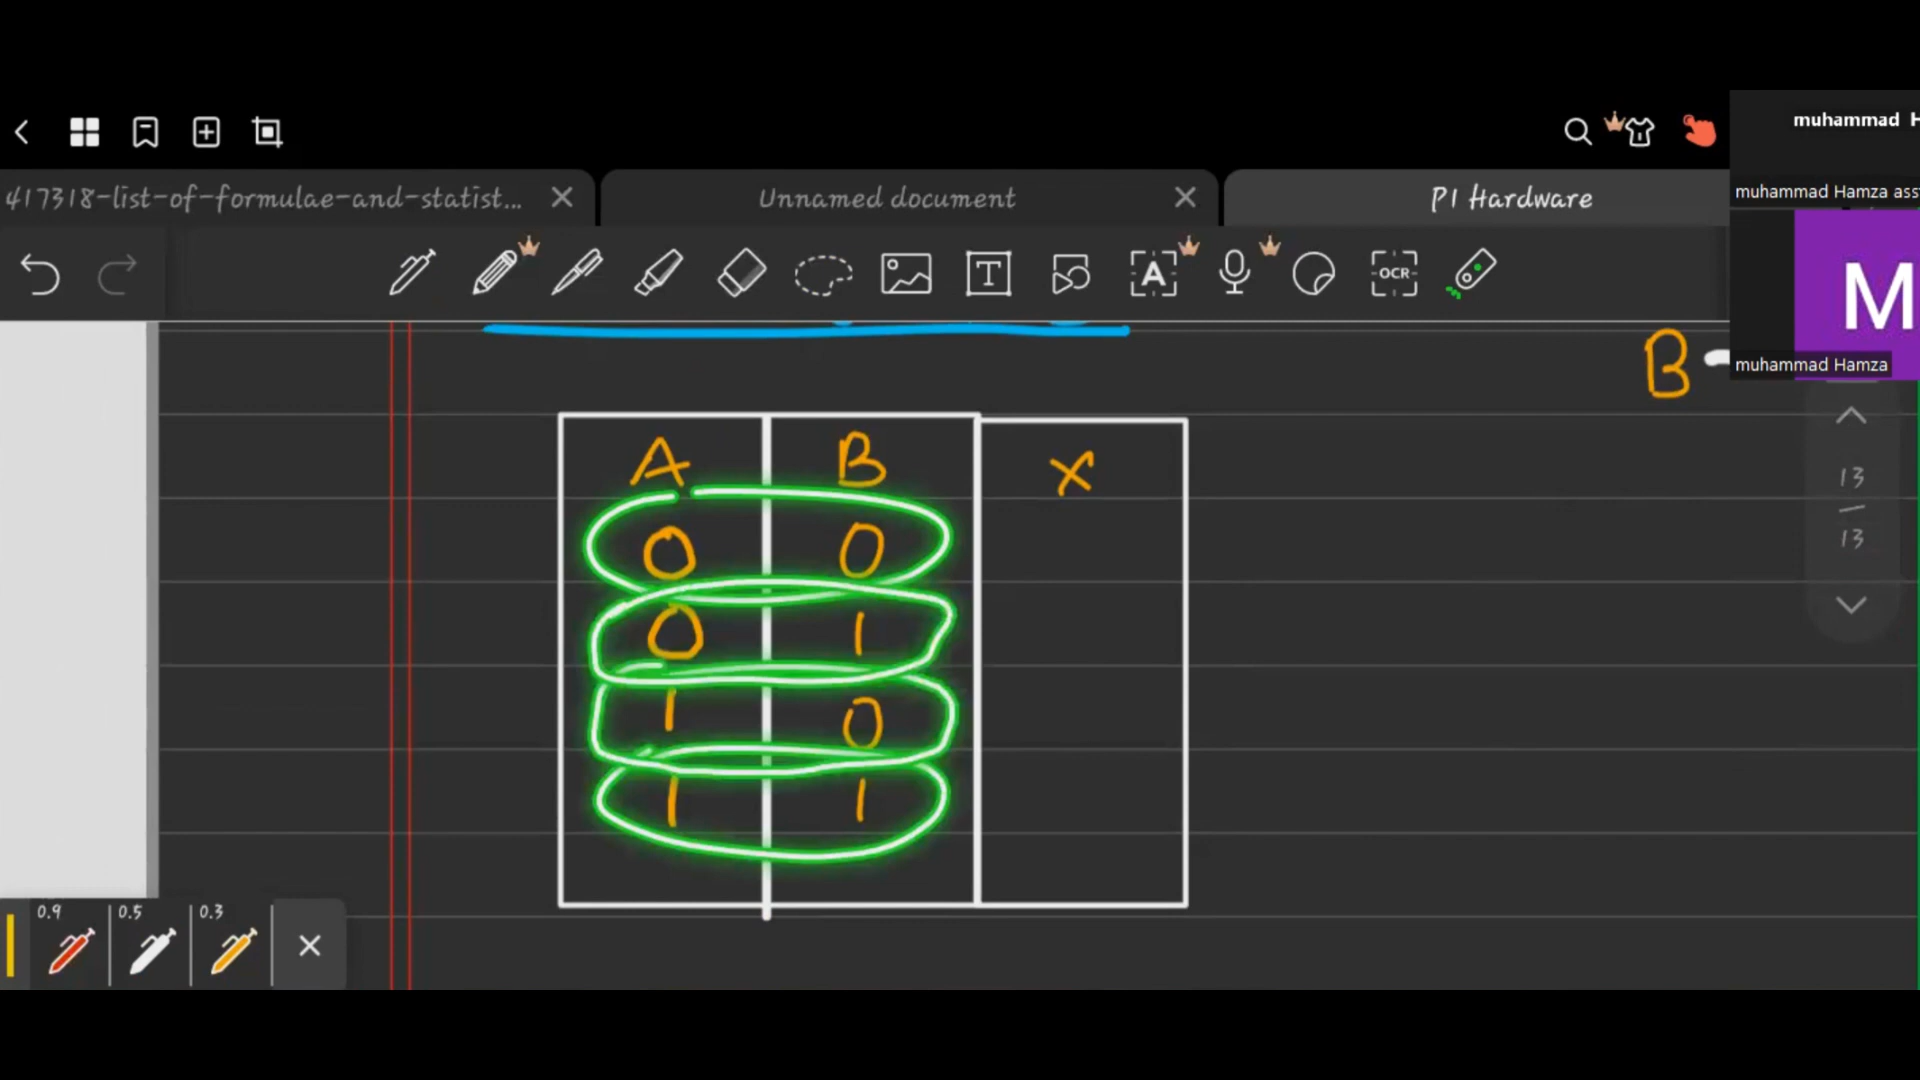 muhammad H
417318-list-of-formulae-and-statist...
Unnamed document
P1 Hardware
muhammad Hamza ass
T
A
OCR
M
B
muhammad Hamza
A B X
0 0
0 1
1 0
1 1
13
13
0.9 0.5 0.3